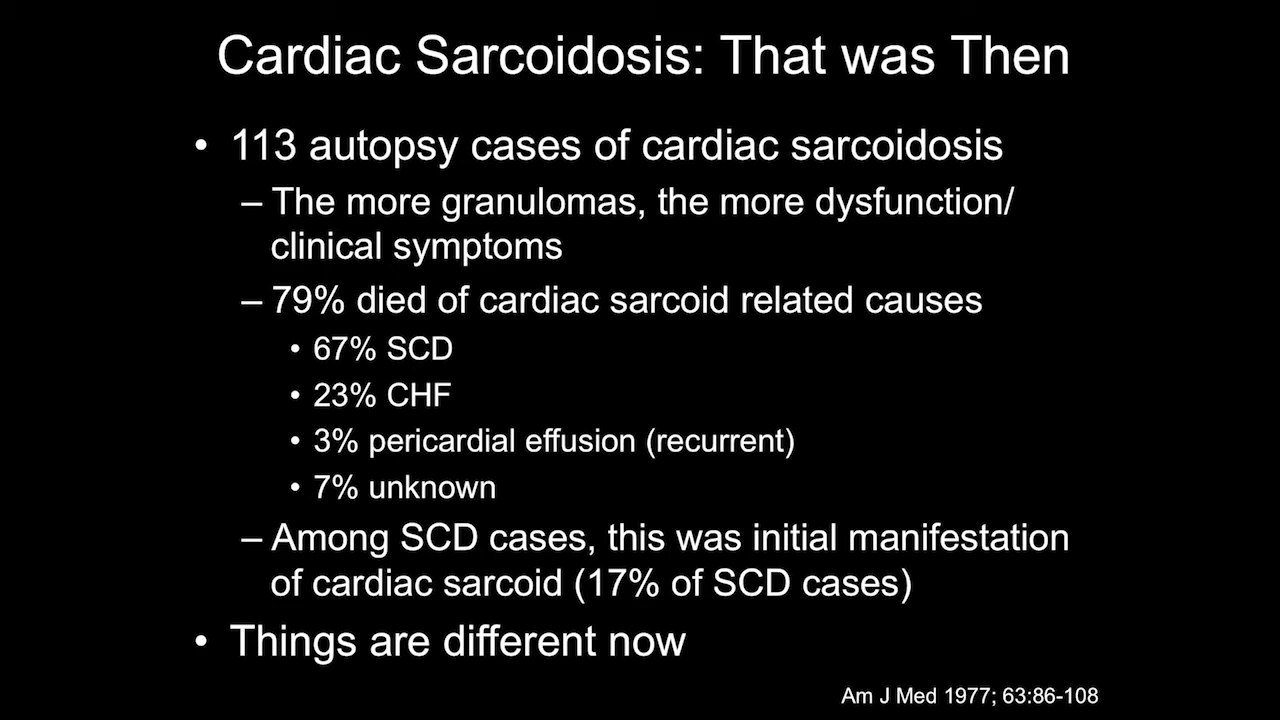 Cardiac Sarcoidosis: That was Then
• 113 autopsy cases of cardiac sarcoidosis
– The more granulomas, the more dysfunction/
clinical symptoms
– 79% died of cardiac sarcoid related causes
• 67% SCD
• 23% CHF
• 3% pericardial effusion (recurrent)
• 7% unknown
– Among SCD cases, this was initial manifestation
of cardiac sarcoid (17% of SCD cases)
• Things are different now
Am J Med 1977; 63:86-108